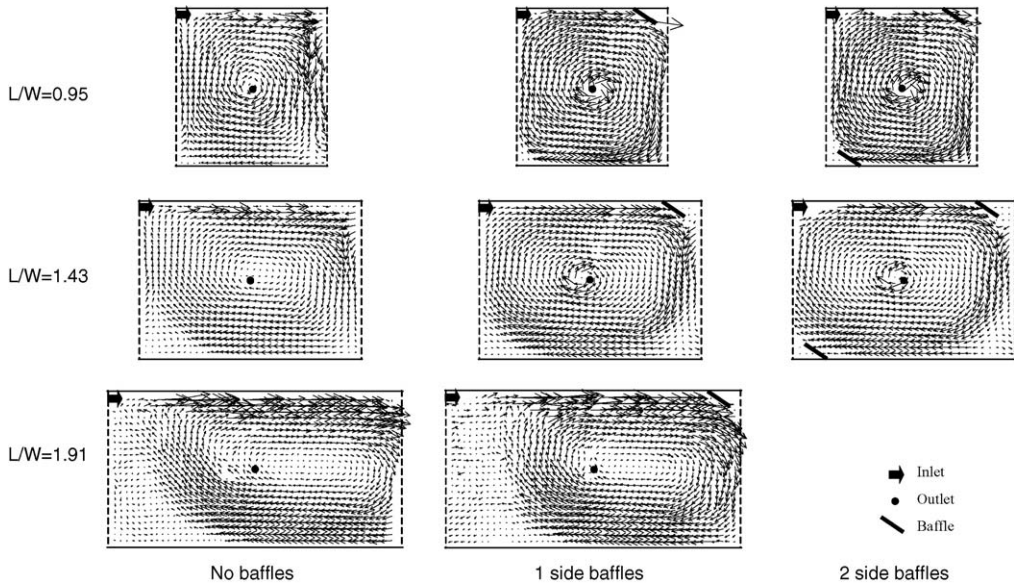 L/W=0.95
L/W=1.43
L/W=1.91
Inlet
Outlet
Baffle
No baffles
1 side baffles
2 side baffles